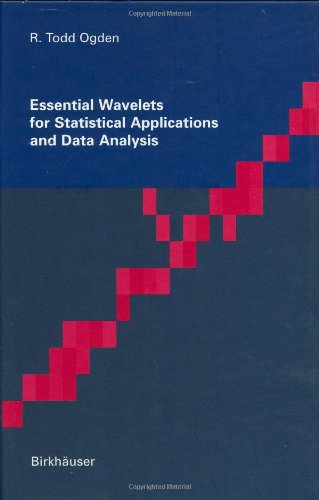 R. Todd Ogden
Essential Wavelets
for Statistical Applications
and Data Analysis
Birkhäuser